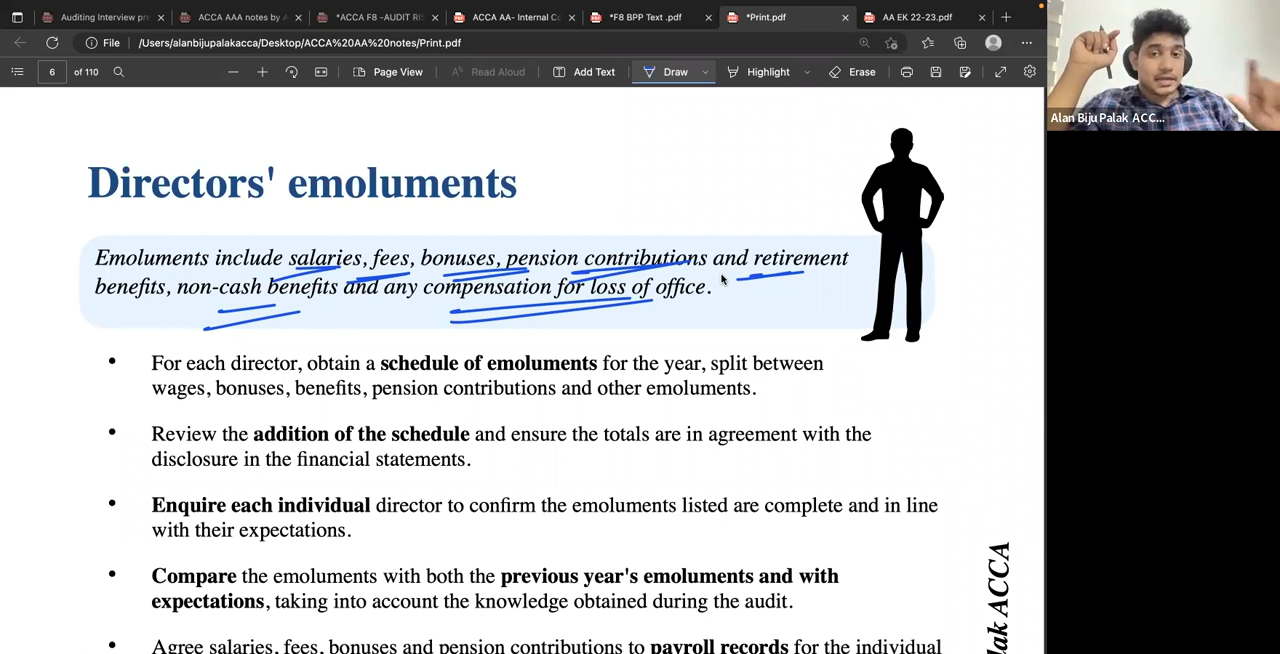 Auditing Interview pre
ACCA AAA notes by A
*ACCA F8 -AUDIT RIS
ACCA AA- Internal Co
*F8 BPP Text .pdf
*Print.pdf
AA EK 22-23.pdf
File
/Users/alanbijupalakacca/Desktop/ACCA%20AA%20notes/Print.pdf
6 of 110
Page View
Read Aloud
Add Text
Draw
Highlight
Erase
Alan Biju Palak ACC...
Directors' emoluments
Emoluments include salaries, fees, bonuses, pension contributions and retirement
benefits, non-cash benefits and any compensation for loss of office.
• For each director, obtain a schedule of emoluments for the year, split between
wages, bonuses, benefits, pension contributions and other emoluments.
• Review the addition of the schedule and ensure the totals are in agreement with the
disclosure in the financial statements.
• Enquire each individual director to confirm the emoluments listed are complete and in line
with their expectations.
• Compare the emoluments with both the previous year's emoluments and with
expectations, taking into account the knowledge obtained during the audit.
• Agree salaries, fees, bonuses and pension contributions to payroll records for the individual
lak ACCA